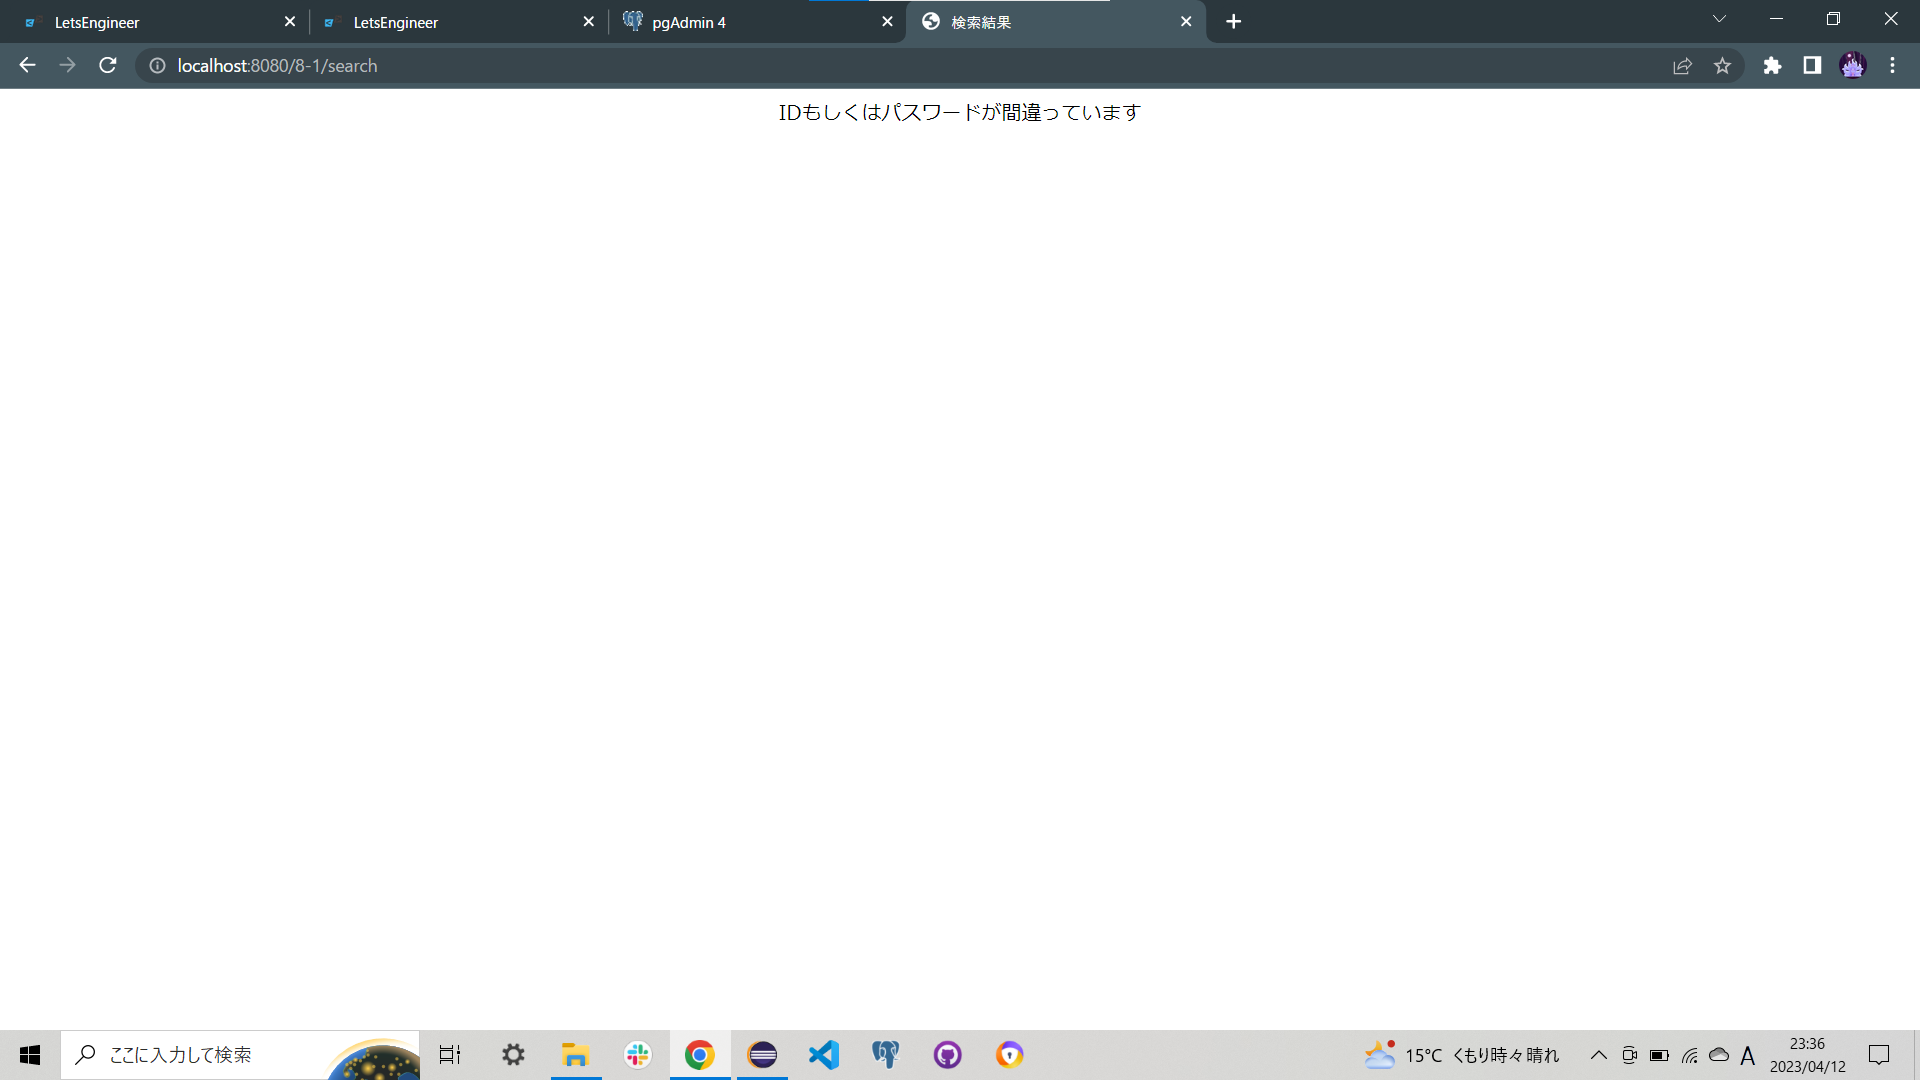 LetsEngineer
LetsEngineer
pgAdmin 4
検索結果
localhost:8080/8-1/search
IDもしくはパスワードが間違っています
ここに入力して検索
15°C くもり時々晴れ
A
23:36
2023/04/12